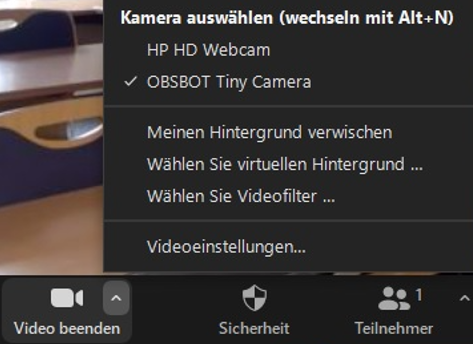 Kamera auswählen (wechseln mit Alt+N)
HP HD Webcam
OBSBOT Tiny Camera
Meinen Hintergrund verwischen
Wählen Sie virtuellen Hintergrund ...
Wählen Sie Videofilter ...
Videoeinstellungen...
1
Video beenden Sicherheit Teilnehmer